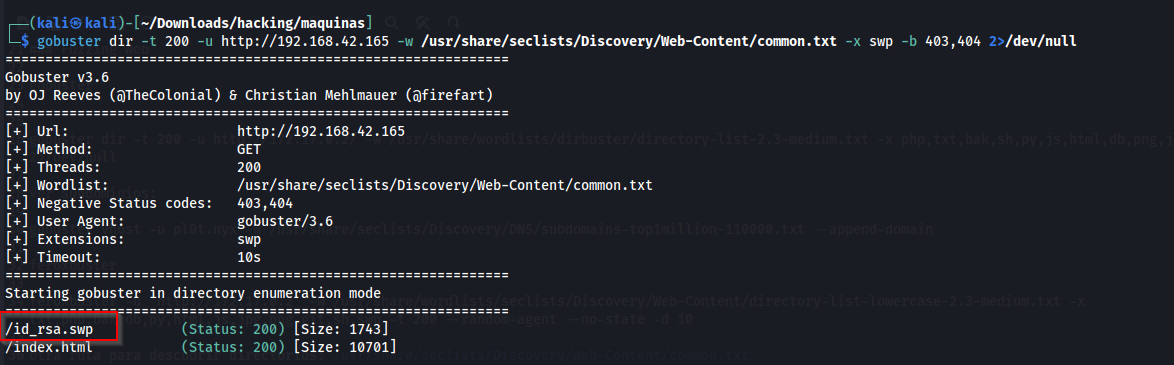 ┌──(kali㉿kali)-[~/Downloads/hacking/maquinas]
└─$ gobuster dir -t 200 -u http://192.168.42.165 -w /usr/share/seclists/Discovery/Web-Content/common.txt -x swp -b 403,404 2>/dev/null
===============================================================
Gobuster v3.6
by OJ Reeves (@TheColonial) & Christian Mehlmauer (@firefart)
===============================================================
[+] Url:                     http://192.168.42.165
[+] Method:                  GET
[+] Threads:                 200
[+] Wordlist:                /usr/share/seclists/Discovery/Web-Content/common.txt
[+] Negative Status codes:   403,404
[+] User Agent:              gobuster/3.6
[+] Extensions:              swp
[+] Timeout:                 10s
===============================================================
Starting gobuster in directory enumeration mode
===============================================================
/id_rsa.swp           (Status: 200) [Size: 1743]
/index.html           (Status: 200) [Size: 10701]